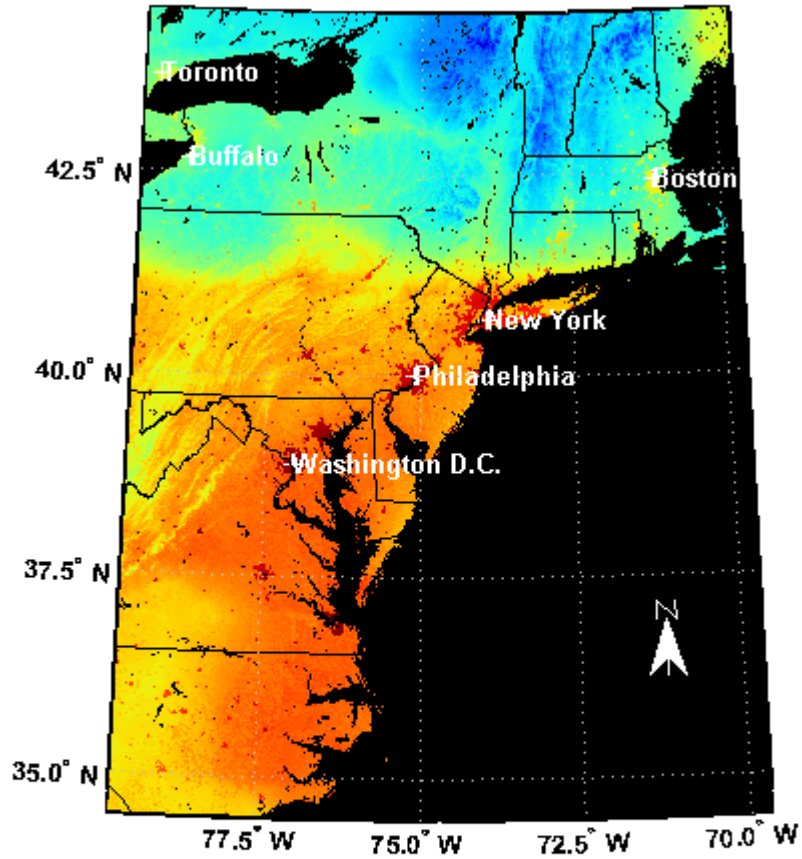 Toronto
Buffalo
42.5° N
Boston
New York
40.0° N
Philadelphia
Washington D.C.
37.5° N
N
35.0° N
77.5° W
75.0° W
72.5° W
70.0° W